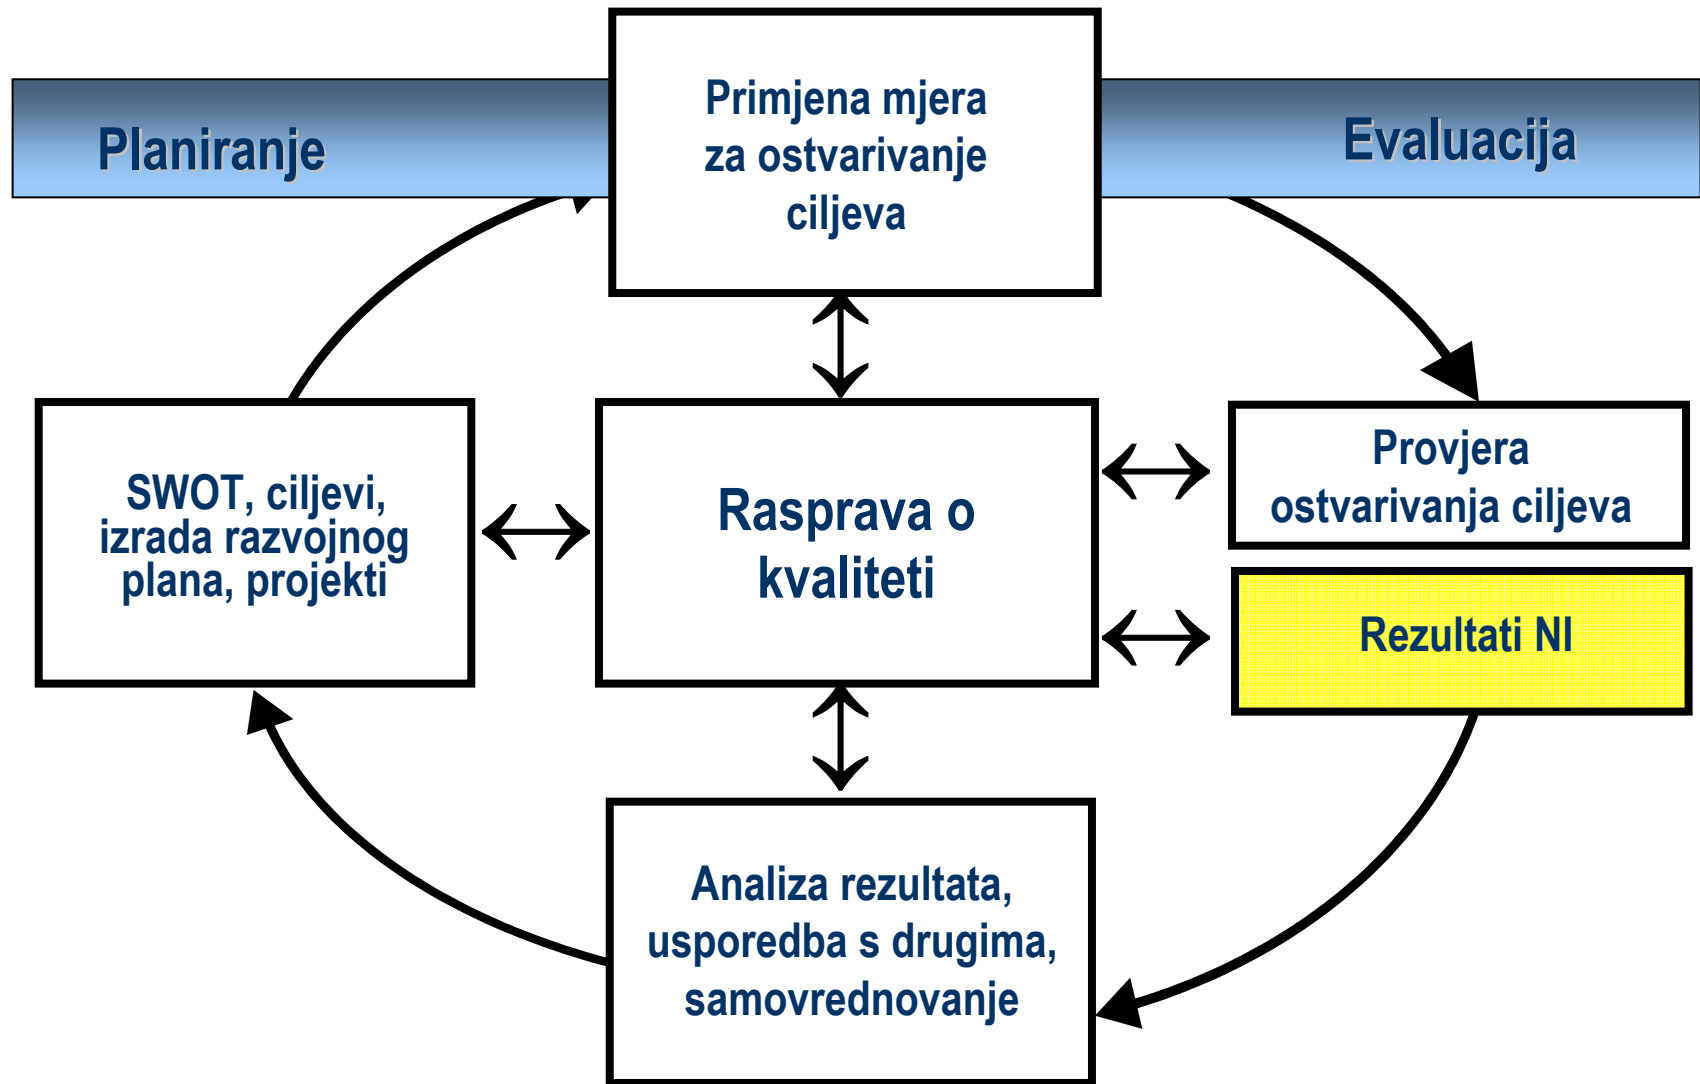 Planiranje
Primjena mjera
za ostvarivanje
ciljeva
Evaluacija
SWOT, ciljevi,
izrada razvojnog
plana, projekti
Rasprava o
kvaliteti
Provjera
ostvarivanja ciljeva
Rezultati NI
Analiza rezultata,
usporedba s drugima,
samovrednovanje